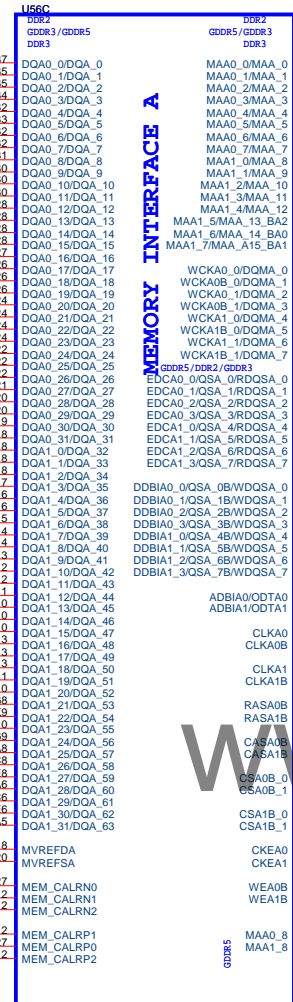 U56C
DDR2 DDR2
GDDR3/GDDR5 GDDR5/GDDR3
DDR3 DDR3
DQA0_0/DQA_0 MAA0_0/MAA_0
DQA0_1/DQA_1 MAA0_1/MAA_1
DQA0_2/DQA_2 MAA0_2/MAA_2
DQA0_3/DQA_3 MAA0_3/MAA_3
DQA0_4/DQA_4 MAA0_4/MAA_4
DQA0_5/DQA_5 MAA0_5/MAA_5
DQA0_6/DQA_6 MAA0_6/MAA_6
DQA0_7/DQA_7 MAA0_7/MAA_7
DQA0_8/DQA_8 MAA1_0/MAA_8
DQA0_9/DQA_9 MAA1_1/MAA_9
DQA0_10/DQA_10 MAA1_2/MAA_10
DQA0_11/DQA_11 MAA1_3/MAA_11
DQA0_12/DQA_12 MAA1_4/MAA_12
DQA0_13/DQA_13 MAA1_5/MAA_13_BA2
DQA0_14/DQA_14 MAA1_6/MAA_14_BA0
DQA0_15/DQA_15 MAA1_7/MAA_A15_BA1
DQA0_16/DQA_16
DQA0_17/DQA_17 WCKA0_0/DQMA_0
DQA0_18/DQA_18 WCKA0B_0/DQMA_1
DQA0_19/DQA_19 WCKA0_1/DQMA_2
DQA0_20/DQA_20 WCKA0B_1/DQMA_3
DQA0_21/DQA_21 WCKA1_0/DQMA_4
DQA0_22/DQA_22 WCKA1B_0/DQMA_5
DQA0_23/DQA_23 WCKA1_1/DQMA_6
DQA0_24/DQA_24 WCKA1B_1/DQMA_7
DQA0_25/DQA_25 GDDR5/DDR2/GDDR3
DQA0_26/DQA_26 EDCA0_0/QSA_0/RDQSA_0
DQA0_27/DQA_27 EDCA0_1/QSA_1/RDQSA_1
DQA0_28/DQA_28 EDCA0_2/QSA_2/RDQSA_2
DQA0_29/DQA_29 EDCA0_3/QSA_3/RDQSA_3
DQA0_30/DQA_30 EDCA1_0/QSA_4/RDQSA_4
DQA0_31/DQA_31 EDCA1_1/QSA_5/RDQSA_5
DQA1_0/DQA_32 EDCA1_2/QSA_6/RDQSA_6
DQA1_1/DQA_33 EDCA1_3/QSA_7/RDQSA_7
DQA1_2/DQA_34
DQA1_3/DQA_35 DDBIA0_0/QSA_0B/WDQSA_0
DQA1_4/DQA_36 DDBIA0_1/QSA_1B/WDQSA_1
DQA1_5/DQA_37 DDBIA0_2/QSA_2B/WDQSA_2
DQA1_6/DQA_38 DDBIA0_3/QSA_3B/WDQSA_3
DQA1_7/DQA_39 DDBIA1_0/QSA_4B/WDQSA_4
DQA1_8/DQA_40 DDBIA1_1/QSA_5B/WDQSA_5
DQA1_9/DQA_41 DDBIA1_2/QSA_6B/WDQSA_6
DQA1_10/DQA_42 DDBIA1_3/QSA_7B/WDQSA_7
DQA1_11/DQA_43
DQA1_12/DQA_44 ADBIA0/ODTA0
DQA1_13/DQA_45 ADBIA1/ODTA1
DQA1_14/DQA_46
DQA1_15/DQA_47 CLKA0
DQA1_16/DQA_48 CLKA0B
DQA1_17/DQA_49
DQA1_18/DQA_50 CLKA1
DQA1_19/DQA_51 CLKA1B
DQA1_20/DQA_52
DQA1_21/DQA_53 RASA0B
DQA1_22/DQA_54 RASA1B
DQA1_23/DQA_55
DQA1_24/DQA_56 CASA0B
DQA1_25/DQA_57 CASA1B
DQA1_26/DQA_58
DQA1_27/DQA_59 CSA0B_0
DQA1_28/DQA_60 CSA0B_1
DQA1_29/DQA_61
DQA1_30/DQA_62 CSA1B_0
DQA1_31/DQA_63 CSA1B_1
MVREFDA CKEA0
MVREFSA CKEA1
MEM_CALRN0 WEA0B
MEM_CALRN1 WEA1B
MEM_CALRN2
MEM_CALRP1 MAA0_8
MEM_CALRP0 MAA1_8
MEM_CALRP2
MEMORY INTERFACE A
GDDR5